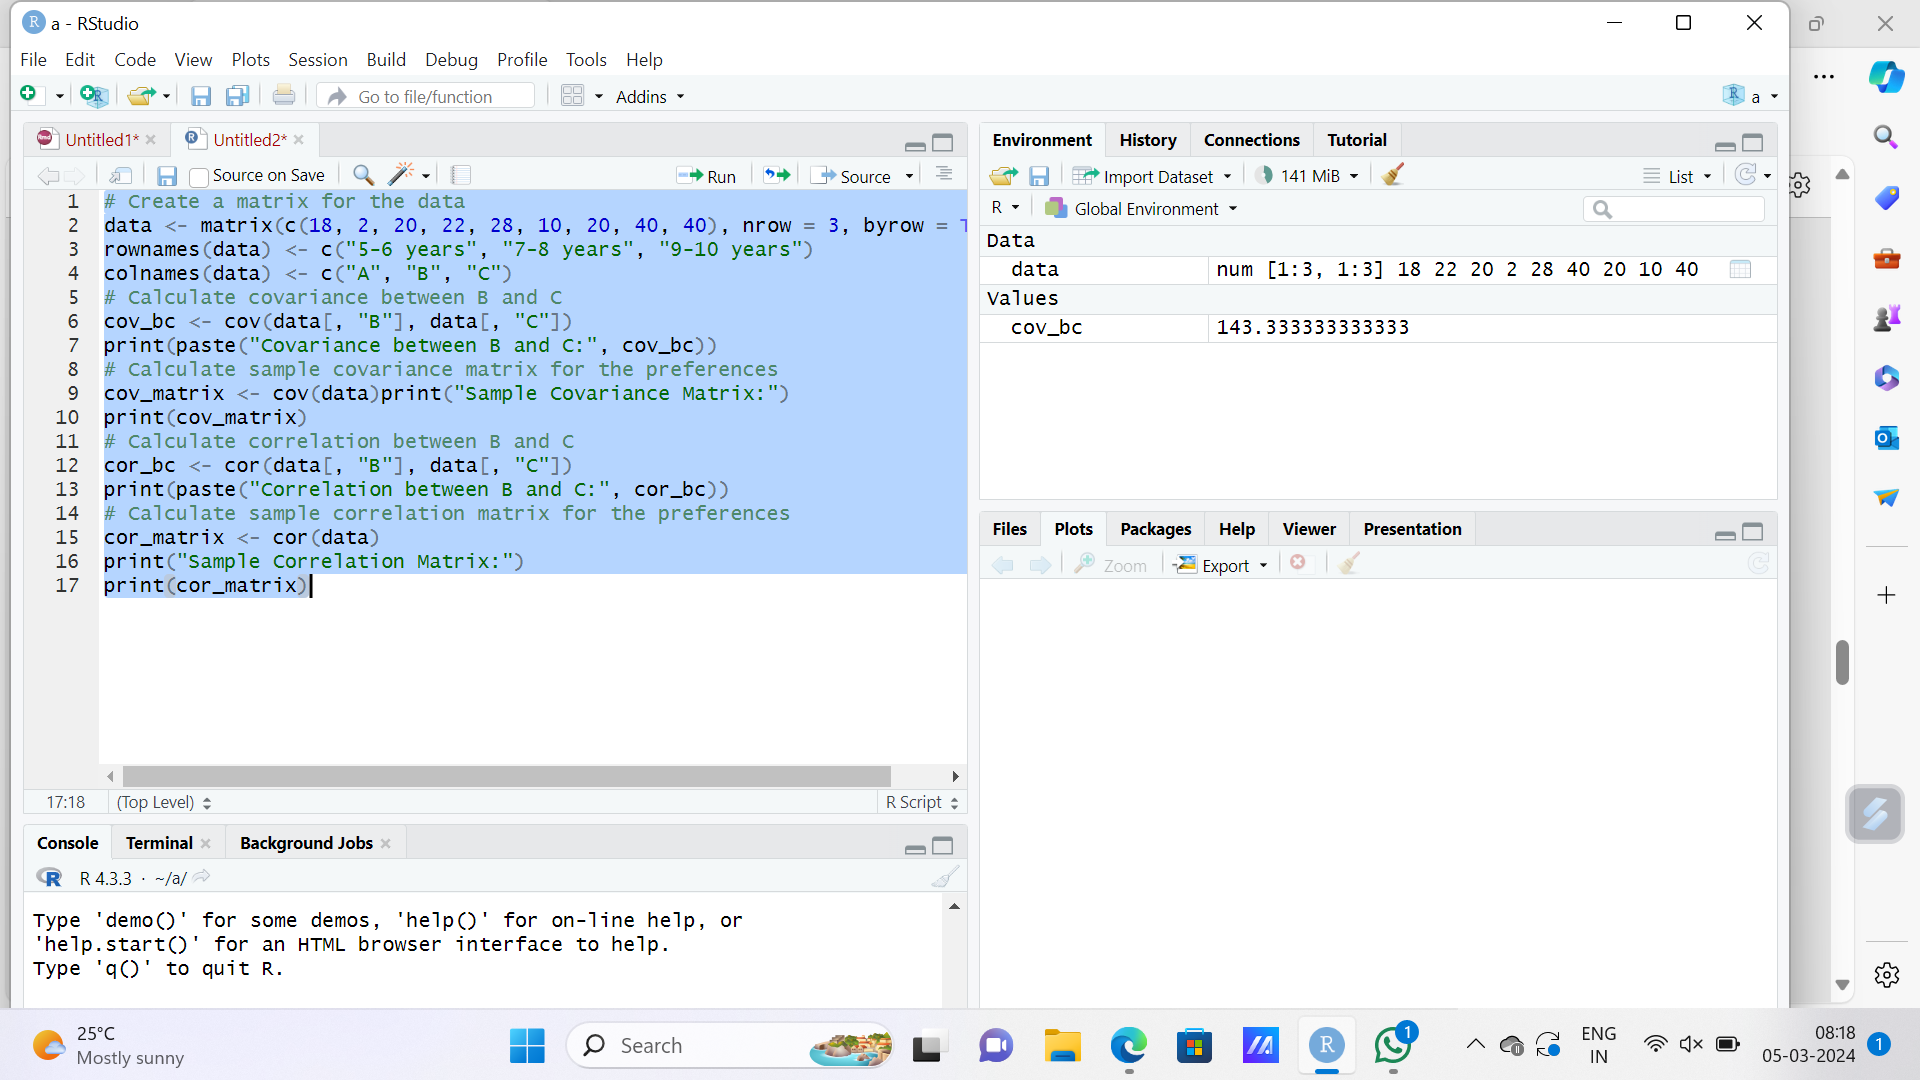 a - RStudio
File Edit Code View Plots Session Build Debug Profile Tools Help
Go to file/function Addins a
Untitled1* Untitled2*
Source on Save Run Source
1 # Create a matrix for the data
2 data <- matrix(c(18, 2, 20, 22, 28, 10, 20, 40, 40), nrow = 3, byrow = T
3 rownames(data) <- c("5-6 years", "7-8 years", "9-10 years")
4 colnames(data) <- c("A", "B", "C")
5 # Calculate covariance between B and C
6 cov_bc <- cov(data[, "B"], data[, "C"])
7 print(paste("Covariance between B and C:", cov_bc))
8 # Calculate sample covariance matrix for the preferences
9 cov_matrix <- cov(data)print("Sample Covariance Matrix:")
10 print(cov_matrix)
11 # Calculate correlation between B and C
12 cor_bc <- cor(data[, "B"], data[, "C"])
13 print(paste("Correlation between B and C:", cor_bc))
14 # Calculate sample correlation matrix for the preferences
15 cor_matrix <- cor(data)
16 print("Sample Correlation Matrix:")
17 print(cor_matrix)
17:18 (Top Level) R Script
Console Terminal Background Jobs
R 4.3.3 · ~/a/
Type 'demo()' for some demos, 'help()' for on-line help, or
'help.start()' for an HTML browser interface to help.
Type 'q()' to quit R.
Environment History Connections Tutorial
Import Dataset 141 MiB List
R Global Environment
Data
data num [1:3, 1:3] 18 22 20 2 28 40 20 10 40
Values
cov_bc 143.333333333333
Files Plots Packages Help Viewer Presentation
Zoom Export
25°C
Mostly sunny
Search
1
ENG
IN
08:18
05-03-2024
1